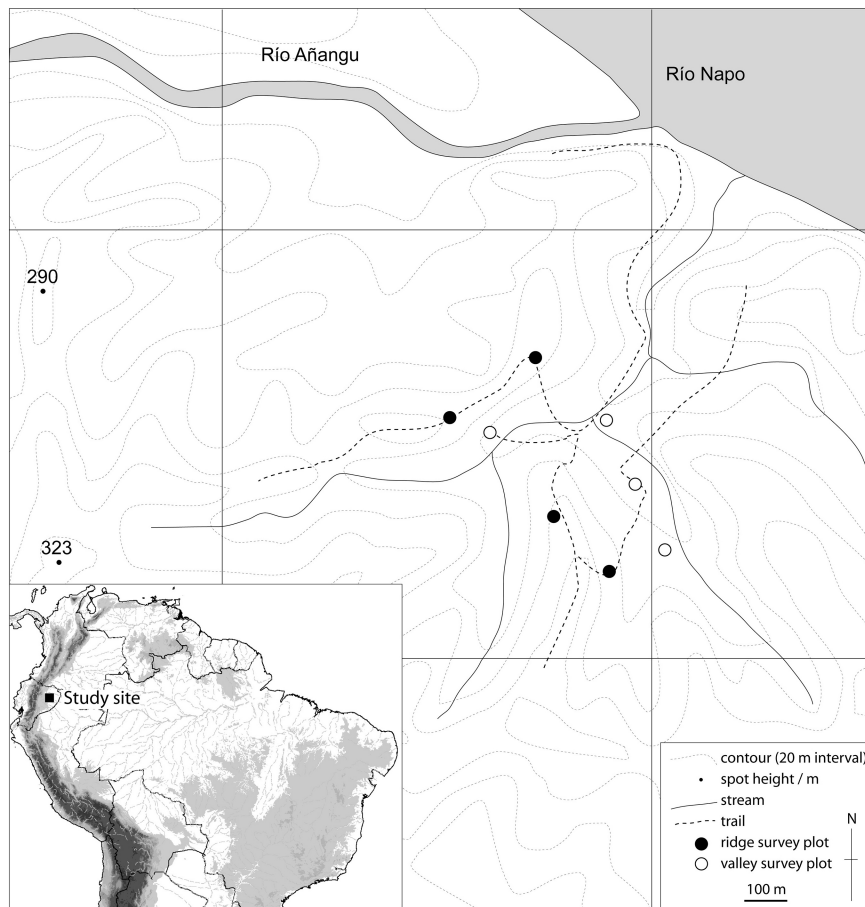 Río Añangu
Río Napo
290
323
Study site
contour (20 m interval)
spot height / m
stream
trail
ridge survey plot
valley survey plot
N
100 m